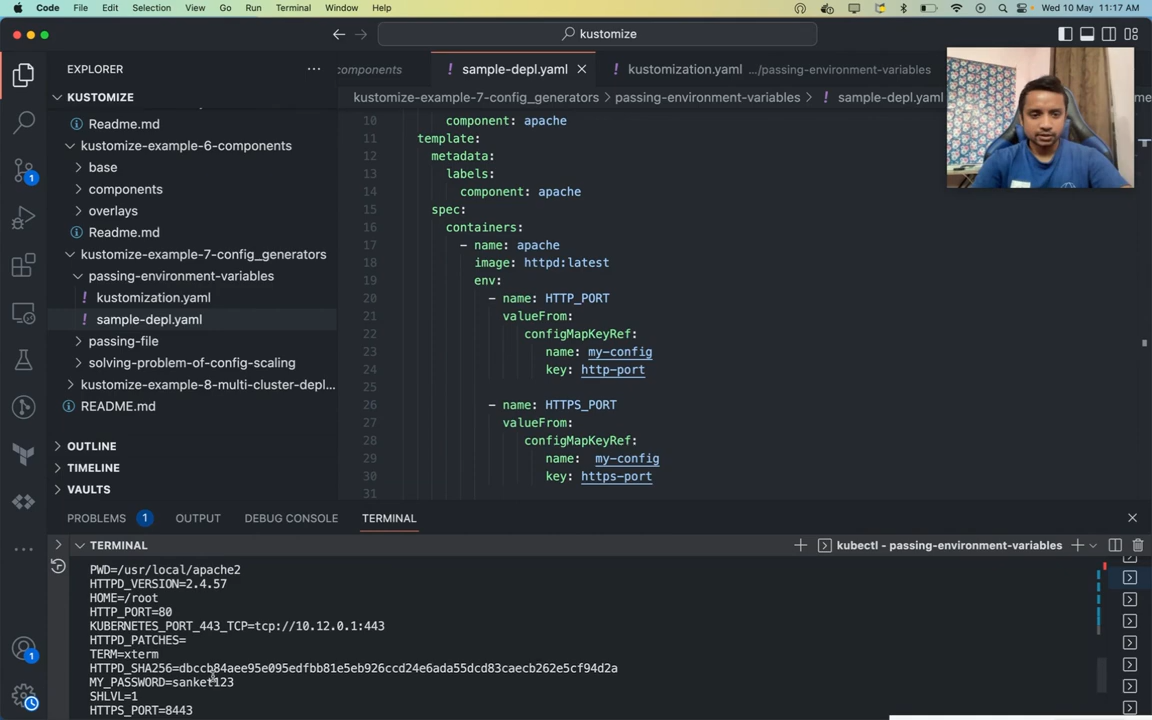 Code File Edit Selection View Go Run Terminal Window Help
Wed 10 May 11:17 AM
kustomize
EXPLORER
KUSTOMIZE
Readme.md
kustomize-example-6-components
base
components
overlays
Readme.md
kustomize-example-7-config_generators
passing-environment-variables
kustomization.yaml
sample-depl.yaml
passing-file
solving-problem-of-config-scaling
kustomize-example-8-multi-cluster-depl...
README.md
OUTLINE
TIMELINE
VAULTS
components
sample-depl.yaml
kustomization.yaml .../passing-environment-variables
kustomize-example-7-config_generators > passing-environment-variables > sample-depl.yaml
10 component: apache
11 template:
12 metadata:
13 labels:
14 component: apache
15 spec:
16 containers:
17 - name: apache
18 image: httpd:latest
19 env:
20 - name: HTTP_PORT
21 valueFrom:
22 configMapKeyRef:
23 name: my-config
24 key: http-port
25
26 - name: HTTPS_PORT
27 valueFrom:
28 configMapKeyRef:
29 name: my-config
30 key: https-port
31
PROBLEMS 1 OUTPUT DEBUG CONSOLE TERMINAL
TERMINAL
kubectl - passing-environment-variables
PWD=/usr/local/apache2
HTTPD_VERSION=2.4.57
HOME=/root
HTTP_PORT=80
KUBERNETES_PORT_443_TCP=tcp://10.12.0.1:443
HTTPD_PATCHES=
TERM=xterm
HTTPD_SHA256=dbccb84aee95e095edfbb81e5eb926ccd24e6ada55dcd83caecb262e5cf94d2a
MY_PASSWORD=sanket123
SHLVL=1
HTTPS_PORT=8443